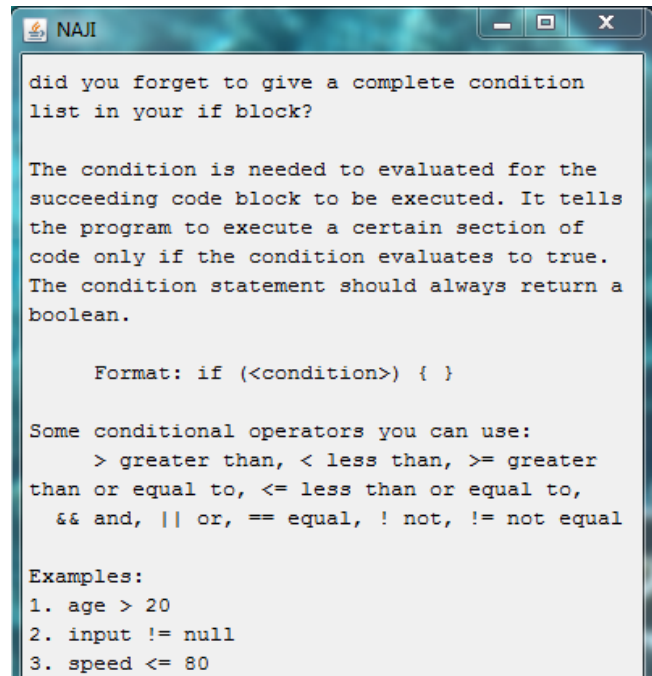 NAJI
did you forget to give a complete condition
list in your if block?
The condition is needed to evaluated for the
succeeding code block to be executed. It tells
the program to execute a certain section of
code only if the condition evaluates to true.
The condition statement should always return a
boolean.
Format: if (<condition>) { }
Some conditional operators you can use:
> greater than, < less than, >= greater
than or equal to, <= less than or equal to,
&& and, || or, == equal, ! not, != not equal
Examples:
1. age > 20
2. input != null
3. speed <= 80